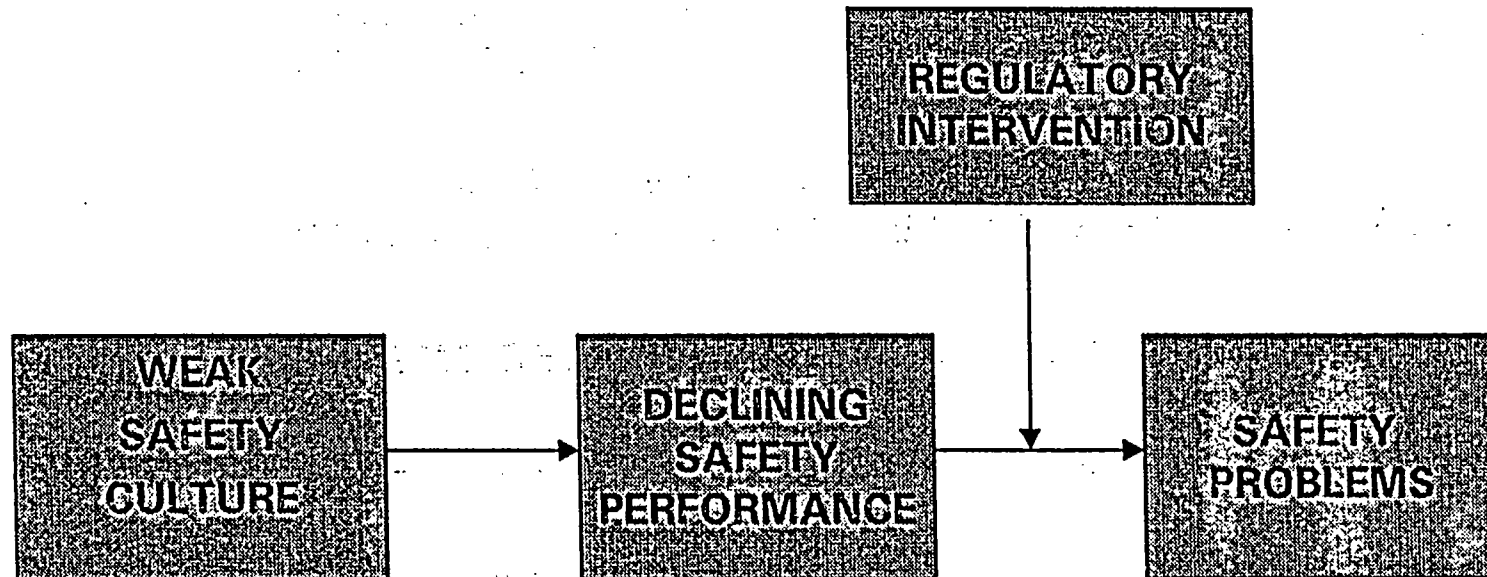 REGULATORY
INTERVENTION
WEAK
SAFETY
CULTURE
DECLINING
SAFETY
PERFORMANCE
SAFETY
PROBLEMS